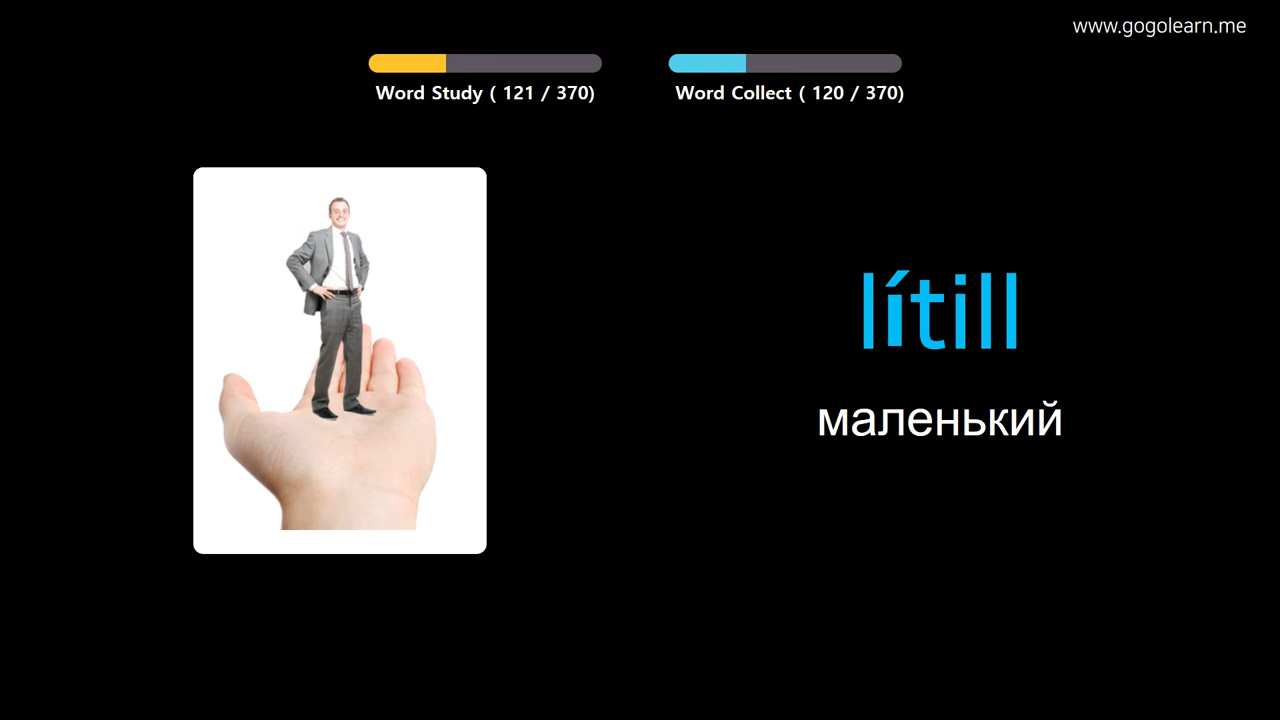 www.gogolearn.me
Word Study ( 121 / 370)
Word Collect ( 120 / 370)
lítill
маленький